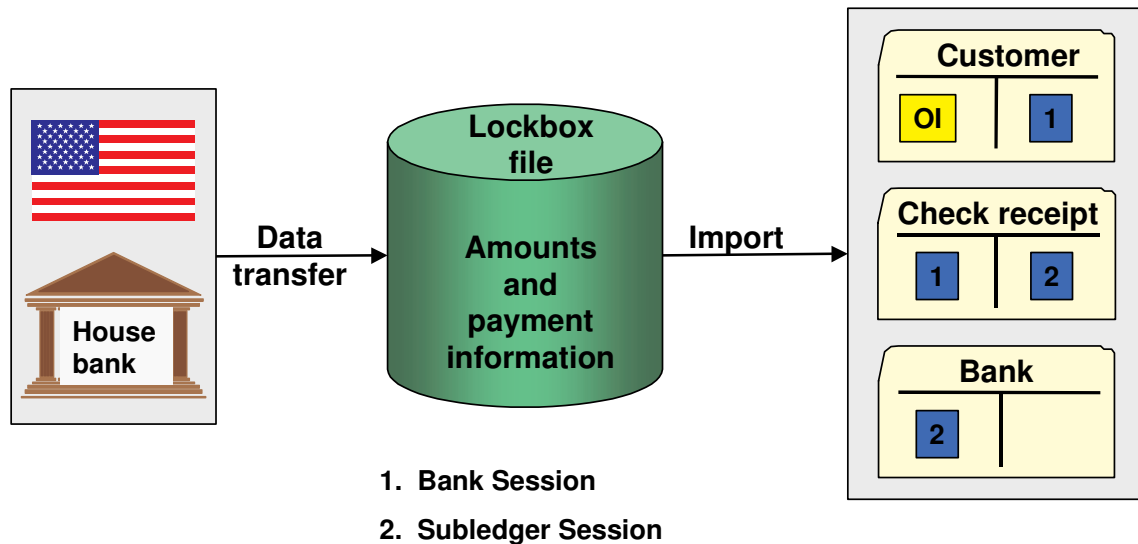 House
bank
Data
transfer
Lockbox
file
Amounts
and
payment
information
Import
Customer
OI
1
Check receipt
1
2
Bank
2
1. Bank Session
2. Subledger Session